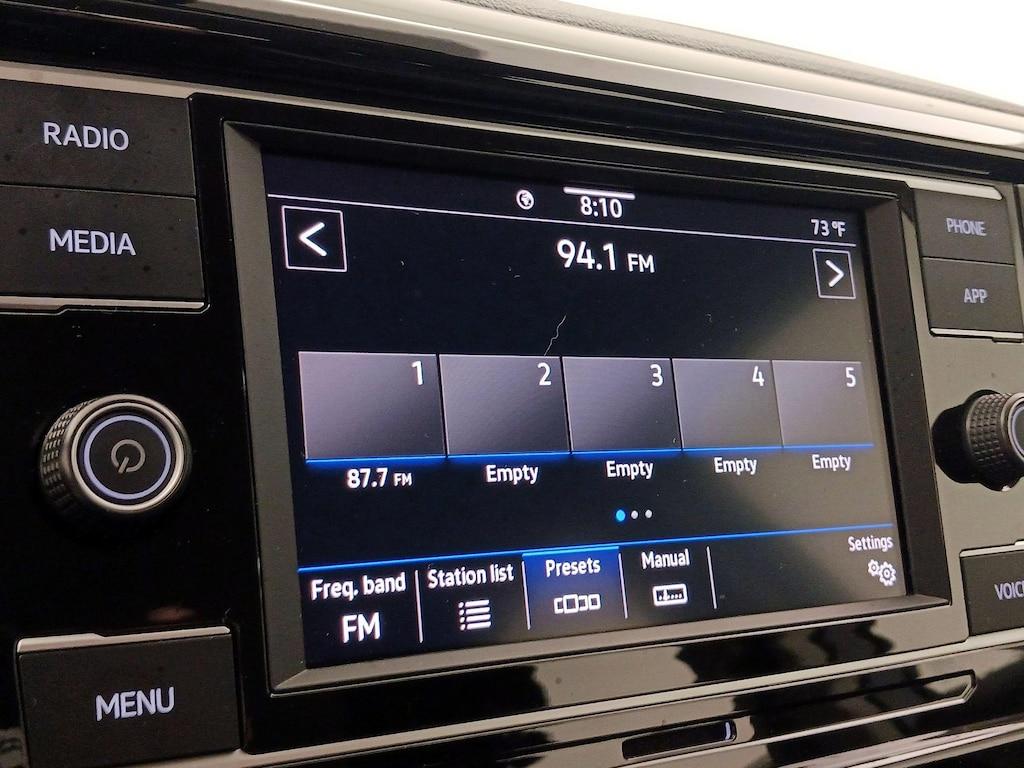 RADIO
MEDIA
MENU
8:10
73 °F
94.1 FM
1
2
3
4
5
87.7 FM
Empty
Empty
Empty
Empty
Freq. band
FM
Station list
Presets
Manual
Settings
PHONE
APP